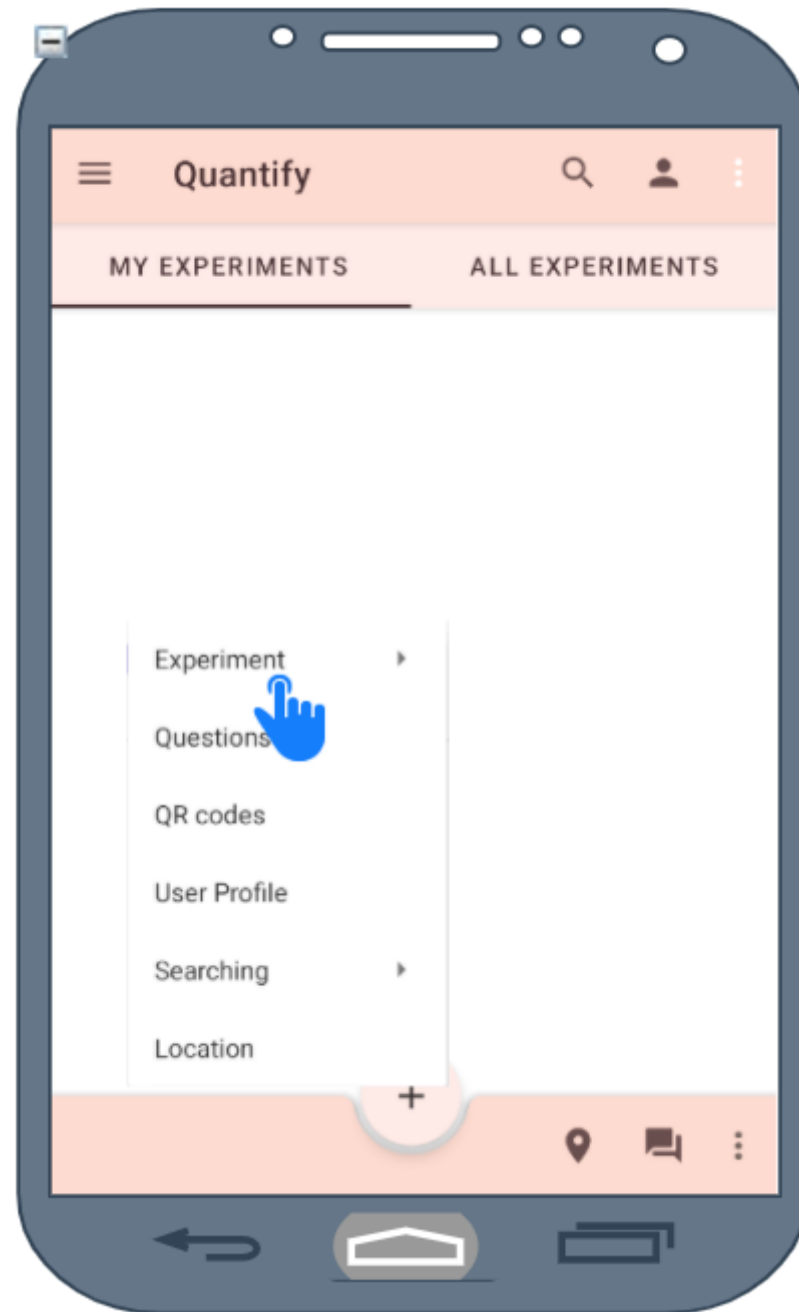 Quantify
MY EXPERIMENTS ALL EXPERIMENTS
Experiment
Questions
QR codes
User Profile
Searching
Location